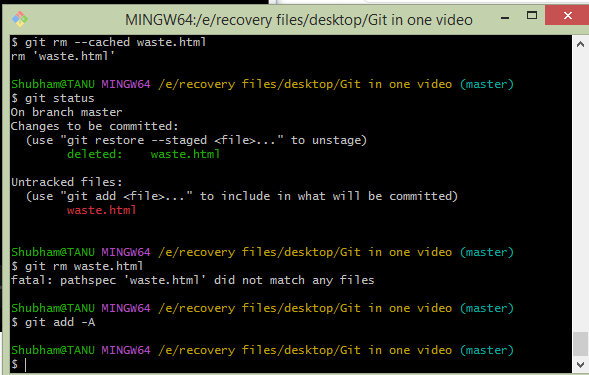 MINGW64:/e/recovery files/desktop/Git in one video
$ git rm --cached waste.html
rm 'waste.html'
Shubham@TANU MINGW64 /e/recovery files/desktop/Git in one video (master)
$ git status
On branch master
Changes to be committed:
(use "git restore --staged <file>..." to unstage)
deleted: waste.html
Untracked files:
(use "git add <file>..." to include in what will be committed)
waste.html
Shubham@TANU MINGW64 /e/recovery files/desktop/Git in one video (master)
$ git rm waste.html
fatal: pathspec 'waste.html' did not match any files
Shubham@TANU MINGW64 /e/recovery files/desktop/Git in one video (master)
$ git add -A
Shubham@TANU MINGW64 /e/recovery files/desktop/Git in one video (master)
$